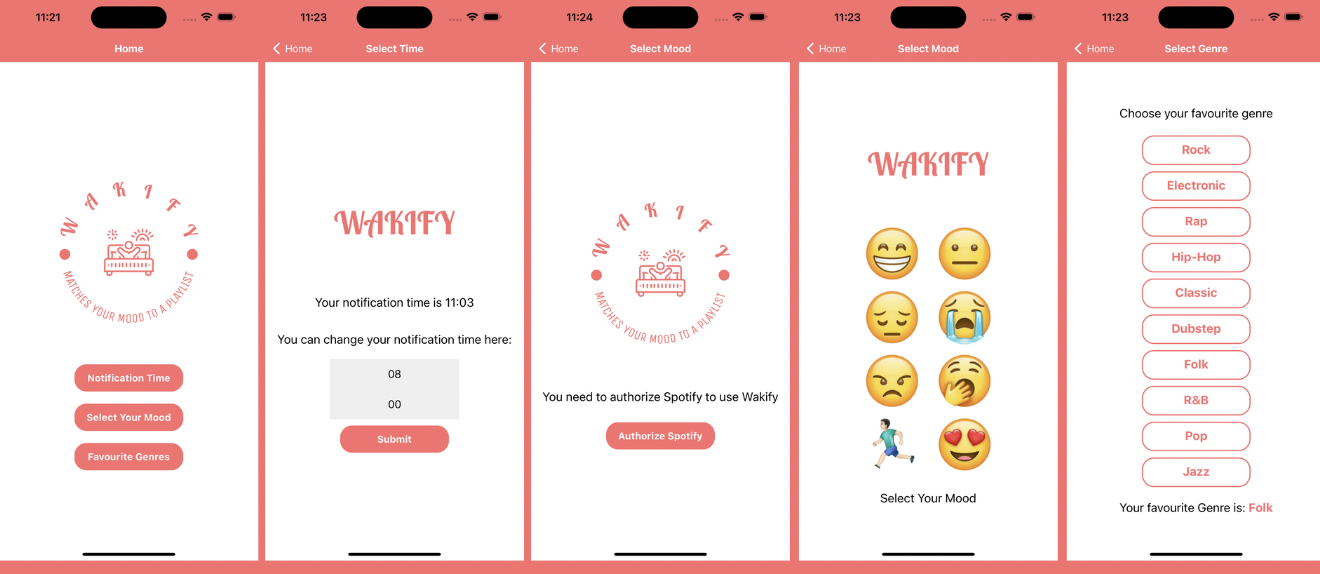 11:21
Home
WAKIFY
MATCHES YOUR MOOD TO A PLAYLIST
Notification Time
Select Your Mood
Favourite Genres
11:23
Home
Select Time
WAKIFY
Your notification time is 11:03
You can change your notification time here:
08
00
Submit
11:24
Home
Select Mood
WAKIFY
MATCHES YOUR MOOD TO A PLAYLIST
You need to authorize Spotify to use Wakify
Authorize Spotify
11:23
Home
Select Mood
WAKIFY
Select Your Mood
11:23
Home
Select Genre
Choose your favourite genre
Rock
Electronic
Rap
Hip-Hop
Classic
Dubstep
Folk
R&B
Pop
Jazz
Your favourite Genre is: Folk